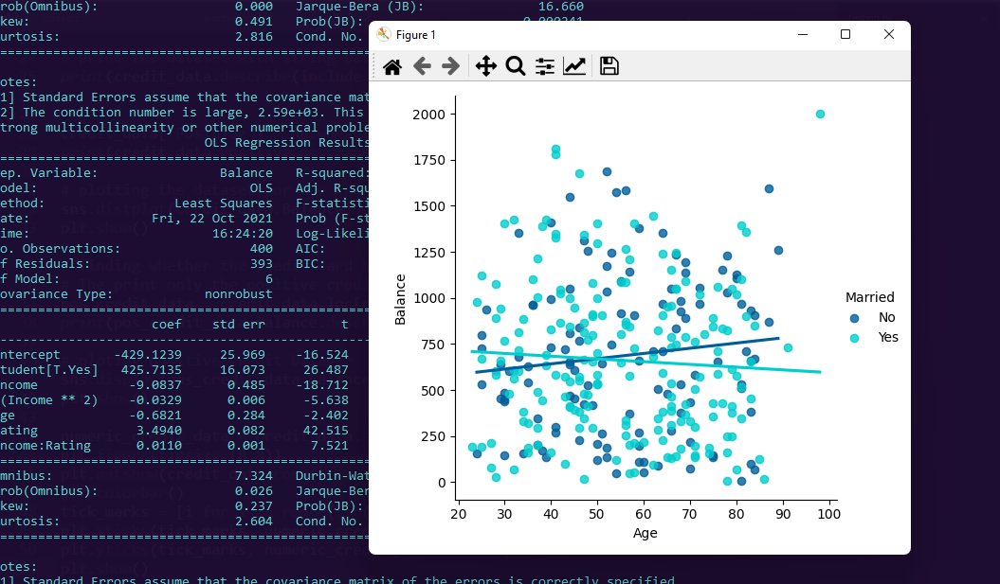 rob(Omnibus): 0.000 Jarque-Bera (JB): 16.660
kew: 0.491 Prob(JB): 0.000241
urtosis: 2.816 Cond. No.
otes:
1] Standard Errors assume that the covariance mat
2] The condition number is large, 2.59e+03. This
trong multicollinearity or other numerical proble
OLS Regression Results
ep. Variable: Balance R-squared:
odel: OLS Adj. R-squ
ethod: Least Squares F-statisti
ate: Fri, 22 Oct 2021 Prob (F-st
ime: 16:24:20 Log-Likeli
o. Observations: 400 AIC:
f Residuals: 393 BIC:
f Model: 6
ovariance Type: nonrobust
coef std err t
ntercept -429.1239 25.969 -16.524
tudent[T.Yes] 425.7135 16.073 26.487
ncome -9.0837 0.485 -18.712
(Income ** 2) -0.0329 0.006 -5.638
ge -0.6821 0.284 -2.402
ating 3.4940 0.082 42.515
ncome:Rating 0.0110 0.001 7.521
mnibus: 7.324 Durbin-Wat
rob(Omnibus): 0.026 Jarque-Ber
kew: 0.237 Prob(JB):
urtosis: 2.604 Cond. No.
otes:
1] Standard Errors assume that the covariance matrix of the errors is correctly specified
Figure 1
2000
1750
1500
1250
1000
750
500
250
0
Balance
20 30 40 50 60 70 80 90 100
Age
Married
No
Yes